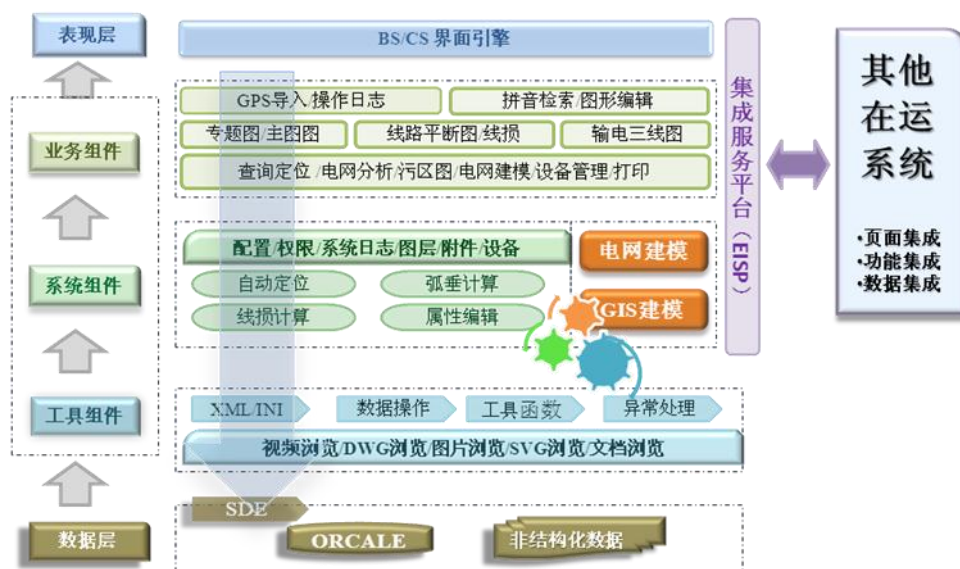 表现层
BS/CS 界面引擎
业务组件
GPS导入/操作日志
拼音检索/图形编辑
专题图/主图图
线路平断图/线损
输电三线图
查询定位 /电网分析/污区图/电网建模/设备管理/打印
系统组件
配置/权限/系统日志/图层/附件/设备
自动定位
弧垂计算
线损计算
属性编辑
电网建模
GIS建模
工具组件
XML/INI
数据操作
工具函数
异常处理
视频浏览/DWG浏览/图片浏览/SVG浏览/文档浏览
数据层
SDE
ORCALE
非结构化数据
集成服务平台（EISP）
其他
在运
系统
•页面集成
•功能集成
•数据集成